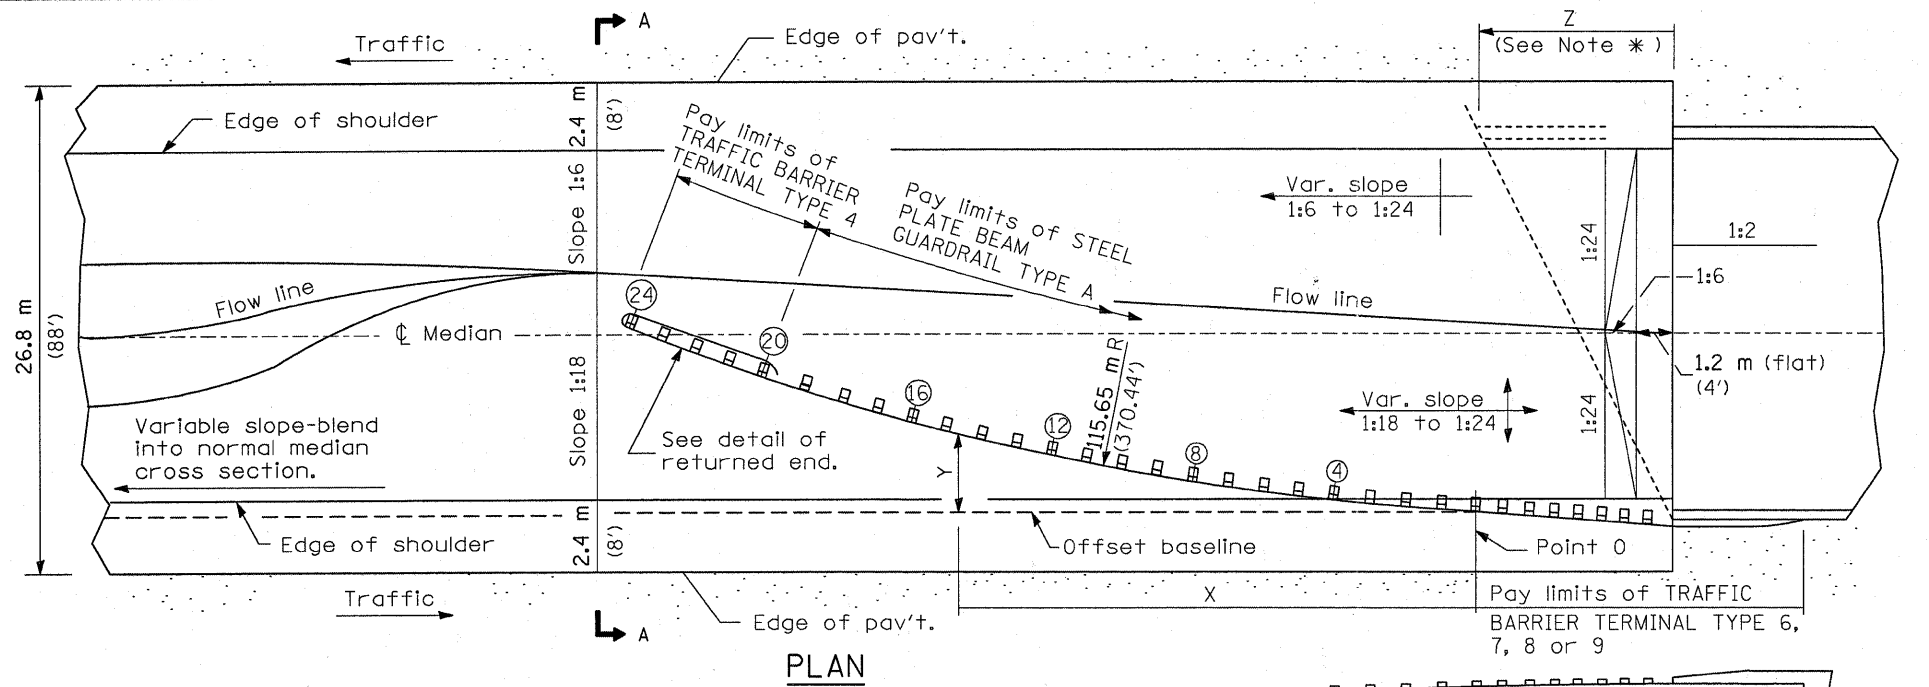 A
Z
(See Note * )
Traffic
Edge of pav't.
2.4 m
(8')
Edge of shoulder
Pay limits of
TRAFFIC BARRIER
TERMINAL TYPE 4
Pay limits of STEEL
PLATE BEAM
GUARDRAIL TYPE A
Var. slope
1:6 to 1:24
Slope 1:6
1:24
1:2
1:6
Flow line
Flow line
24
26.8 m
(88')
℄ Median
20
1.2 m (flat)
(4')
115.65 m R
(370.44')
Slope 1:18
16
Var. slope
1:18 to 1:24
1:24
Variable slope-blend
into normal median
cross section.
See detail of
returned end.
12
8
4
Y
2.4 m
(8')
Edge of shoulder
Offset baseline
Point 0
Traffic
X
Pay limits of TRAFFIC
BARRIER TERMINAL TYPE 6,
7, 8 or 9
A
Edge of pav't.
PLAN